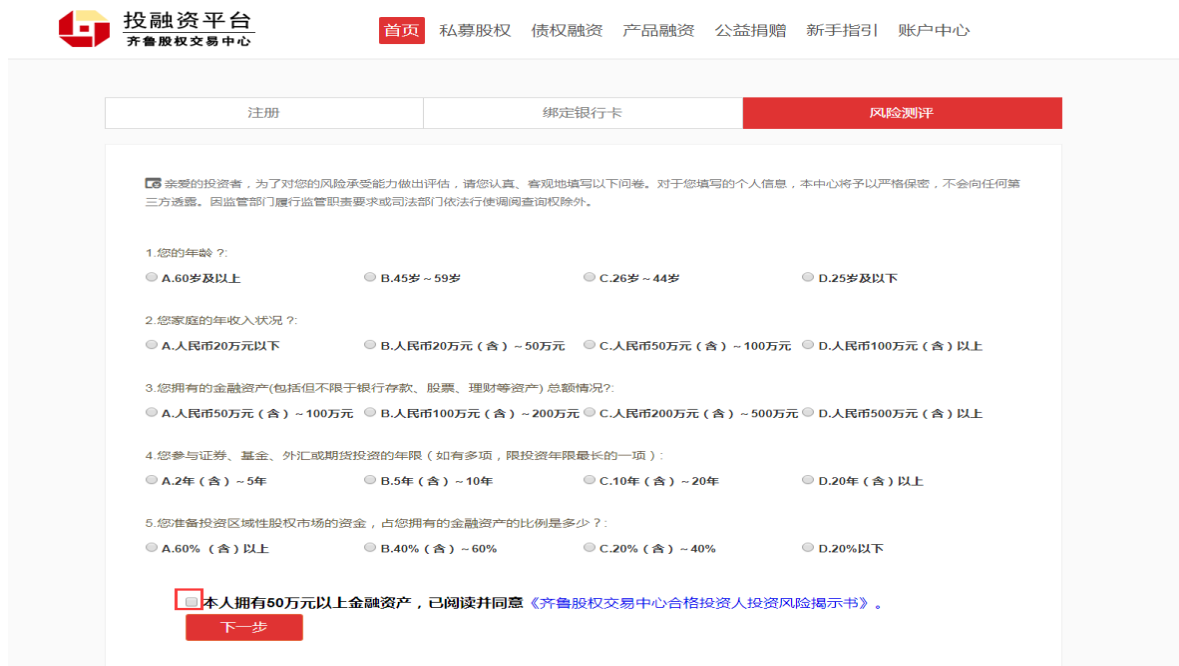 投融资平台
齐鲁股权交易中心
首页 私募股权 债权融资 产品融资 公益捐赠 新手指引 账户中心
注册 绑定银行卡 风险测评
亲爱的投资者，为了对您的风险承受能力做出评估，请您认真、客观地填写以下问卷。对于您填写的个人信息，本中心将予以严格保密，不会向任何第
三方透露。因监管部门履行监管职责要求或司法部门依法行使调阅查询权除外。
1.您的年龄？:
A.60岁及以上 B.45岁～59岁 C.26岁～44岁 D.25岁及以下
2.您家庭的年收入状况？:
A.人民币20万元以下 B.人民币20万元（含）～50万元 C.人民币50万元（含）～100万元 D.人民币100万元（含）以上
3.您拥有的金融资产(包括但不限于银行存款、股票、理财等资产) 总额情况?:
A.人民币50万元（含）～100万元 B.人民币100万元（含）～200万元 C.人民币200万元（含）～500万元 D.人民币500万元（含）以上
4.您参与证券、基金、外汇或期货投资的年限（如有多项，限投资年限最长的一项）:
A.2年（含）~5年 B.5年（含）~10年 C.10年（含）~20年 D.20年（含）以上
5.您准备投资区域性股权市场的资金，占您拥有的金融资产的比例是多少？:
A.60% （含）以上 B.40%（含）~60% C.20%（含）~40% D.20%以下
本人拥有50万元以上金融资产，已阅读并同意《齐鲁股权交易中心合格投资人投资风险揭示书》。
下一步